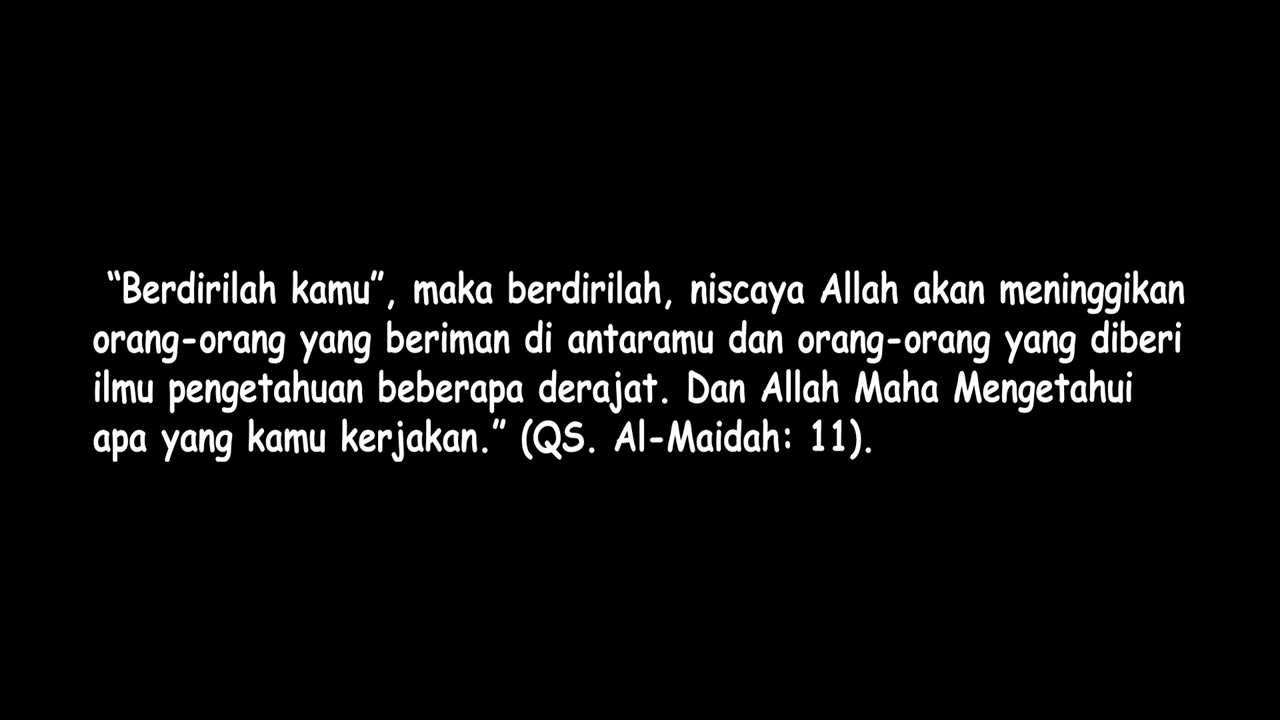 “Berdirilah kamu”, maka berdirilah, niscaya Allah akan meninggikan
orang-orang yang beriman di antaramu dan orang-orang yang diberi
ilmu pengetahuan beberapa derajat. Dan Allah Maha Mengetahui
apa yang kamu kerjakan.” (QS. Al-Maidah: 11).